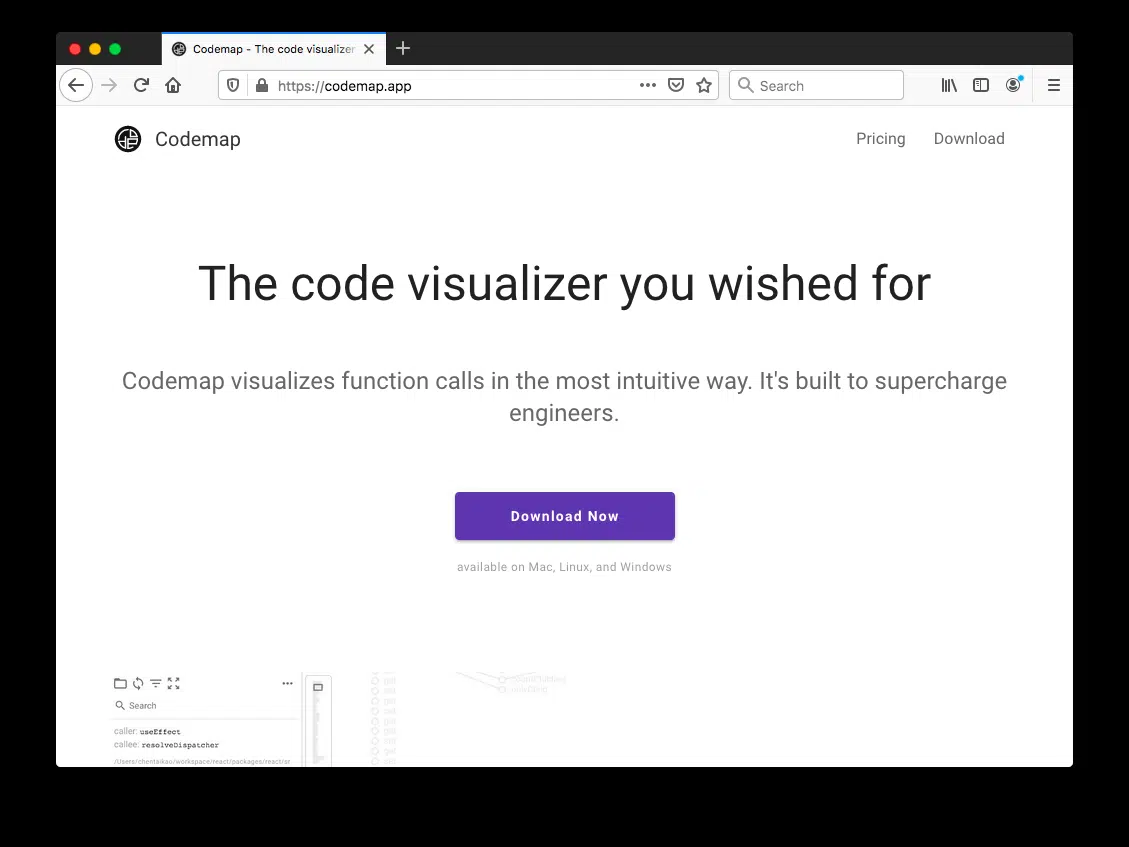 Codemap - The code visualizer
https://codemap.app
Search
Codemap
Pricing
Download
The code visualizer you wished for
Codemap visualizes function calls in the most intuitive way. It's built to supercharge
engineers.
Download Now
available on Mac, Linux, and Windows
Search
caller: useEffect
callee: resolveDispatcher
/Users/chentaikao/workspace/react/packages/react/sr